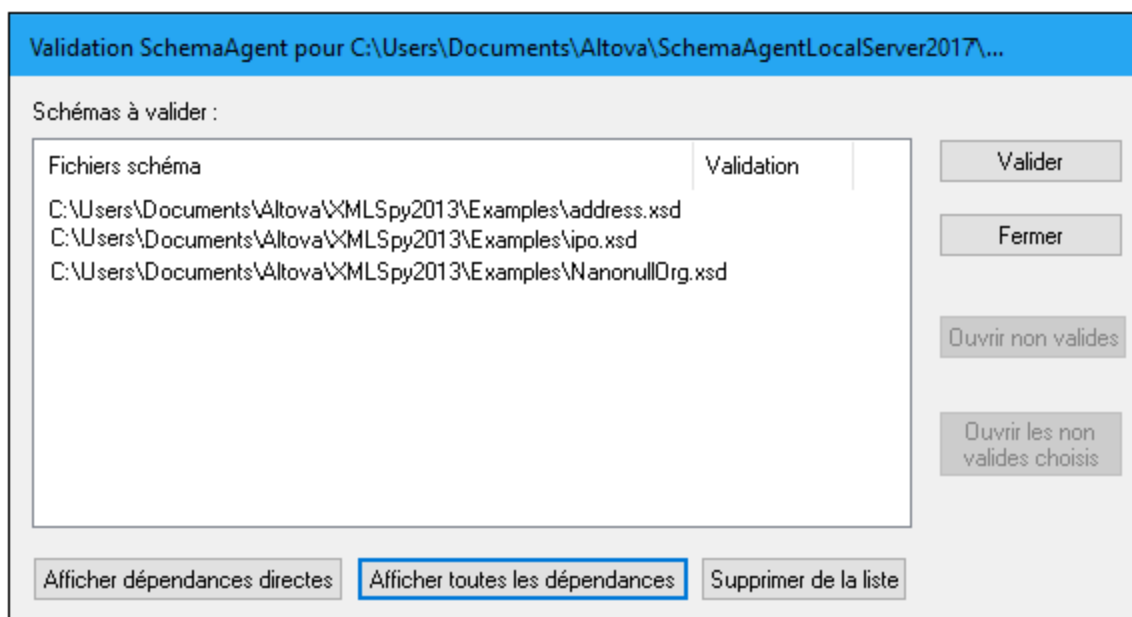 Validation SchemaAgent pour C:\Users\Documents\Altova\SchemaAgentLocalServer2017\...
Schémas à valider :
Fichiers schéma Validation
C:\Users\Documents\Altova\XMLSpy2013\Examples\address.xsd
C:\Users\Documents\Altova\XMLSpy2013\Examples\ipo.xsd
C:\Users\Documents\Altova\XMLSpy2013\Examples\NanonullOrg.xsd
Valider
Fermer
Ouvrir non valides
Ouvrir les non
valides choisis
Afficher dépendances directes
Afficher toutes les dépendances
Supprimer de la liste